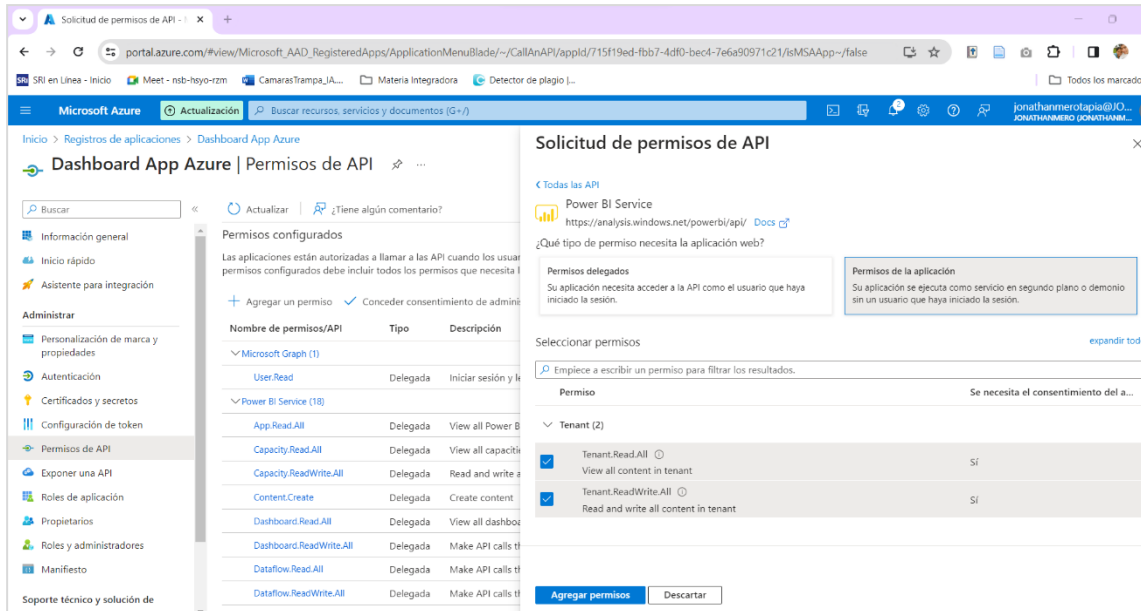 Solicitud de permisos de API -
portal.azure.com/#view/Microsoft_AAD_RegisteredApps/ApplicationMenuBlade/~/CallAnAPI/appId/715f19ed-fbb7-4df0-bec4-7e6a90971c21/isMSAApp~/false
SRI SRI en Línea - Inicio
Meet - nsb-hsyo-rzm
CamarasTrampa_IA....
Materia Integradora
Detector de plagio |...
Todos los marcado
Microsoft Azure
Actualización
Buscar recursos, servicios y documentos (G+/)
2
jonathanmerotapia@JO...
JONATHANMERO (JONATHANM...
Inicio > Registros de aplicaciones > Dashboard App Azure
Dashboard App Azure | Permisos de API
...
Buscar
«
Información general
Inicio rápido
Asistente para integración
Administrar
Personalización de marca y
propiedades
Autenticación
Certificados y secretos
Configuración de token
Permisos de API
Exponer una API
Roles de aplicación
Propietarios
Roles y administradores
Manifiesto
Soporte técnico y solución de
Actualizar
¿Tiene algún comentario?
Permisos configurados
Las aplicaciones están autorizadas a llamar a las API cuando los usuar
permisos configurados debe incluir todos los permisos que necesita l
Agregar un permiso
Conceder consentimiento de adminis
Nombre de permisos/API Tipo Descripción
Microsoft Graph (1)
User.Read Delegada Iniciar sesión y le
Power BI Service (18)
App.Read.All Delegada View all Power B
Capacity.Read.All Delegada View all capaciti
Capacity.ReadWrite.All Delegada Read and write a
Content.Create Delegada Create content
Dashboard.Read.All Delegada View all dashboa
Dashboard.ReadWrite.All Delegada Make API calls th
Dataflow.Read.All Delegada Make API calls th
Dataflow.ReadWrite.All Delegada Make API calls th
Solicitud de permisos de API
Todas las API
Power BI Service
https://analysis.windows.net/powerbi/api/ Docs
¿Qué tipo de permiso necesita la aplicación web?
Permisos delegados
Su aplicación necesita acceder a la API como el usuario que haya
iniciado la sesión.
Permisos de la aplicación
Su aplicación se ejecuta como servicio en segundo plano o demonio
sin un usuario que haya iniciado la sesión.
Seleccionar permisos
expandir tod
Empiece a escribir un permiso para filtrar los resultados.
Permiso Se necesita el consentimiento del a...
Tenant (2)
Tenant.Read.All Sí
View all content in tenant
Tenant.ReadWrite.All Sí
Read and write all content in tenant
Agregar permisos
Descartar